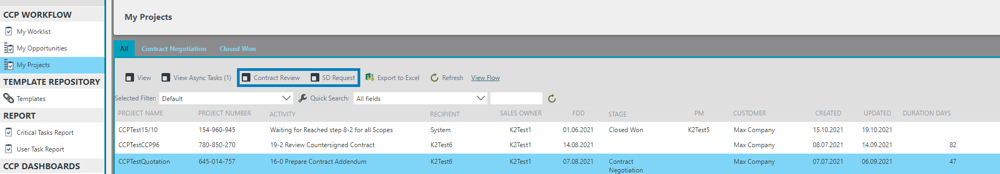 CCP WORKFLOW
My Worklist
My Opportunities
My Projects
TEMPLATE REPOSITORY
Templates
REPORT
Critical Tasks Report
User Task Report
CCP DASHBOARDS
My Projects
All Contract Negotiation Closed Won
View View Async Tasks (1) Contract Review SD Request Export to Excel Refresh View Flow
Selected Filter: Default Quick Search: All fields
PROJECT NAME PROJECT NUMBER ACTIVITY RECIPIENT SALES OWNER FDD STAGE PM CUSTOMER CREATED UPDATED DURATION DAYS
CCPTest15/10 154-960-945 Waiting for Reached step 8-2 for all Scopes System K2Test1 01.06.2021 Closed Won K2Test5 Max Company 15.10.2021 19.10.2021
CCPTestCCP96 780-850-270 19-2 Review Countersigned Contract K2Test6 K2Test1 14.08.2021 Max Company 08.07.2021 14.09.2021 82
CCPTestQuotation 645-014-757 16-0 Prepare Contract Addendum K2Test6 K2Test1 07.08.2021 Contract Max Company 07.07.2021 06.09.2021 47
Negotiation